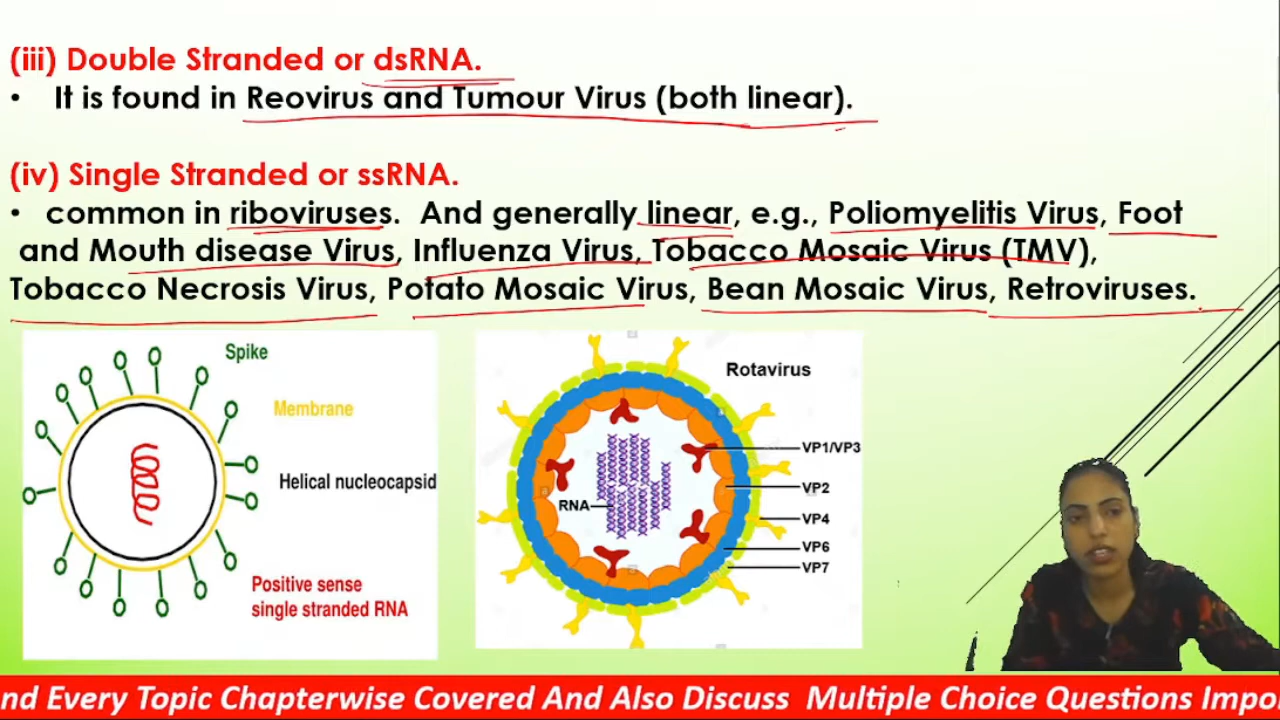 (iii) Double Stranded or dsRNA.
• It is found in Reovirus and Tumour Virus (both linear).
(iv) Single Stranded or ssRNA.
• common in riboviruses. And generally linear, e.g., Poliomyelitis Virus, Foot
and Mouth disease Virus, Influenza Virus, Tobacco Mosaic Virus (TMV),
Tobacco Necrosis Virus, Potato Mosaic Virus, Bean Mosaic Virus, Retroviruses.
Spike
Membrane
Helical nucleocapsid
Positive sense
single stranded RNA
Rotavirus
VP1/VP3
VP2
RNA
VP4
VP6
VP7
nd Every Topic Chapterwise Covered And Also Discuss Multiple Choice Questions Impo